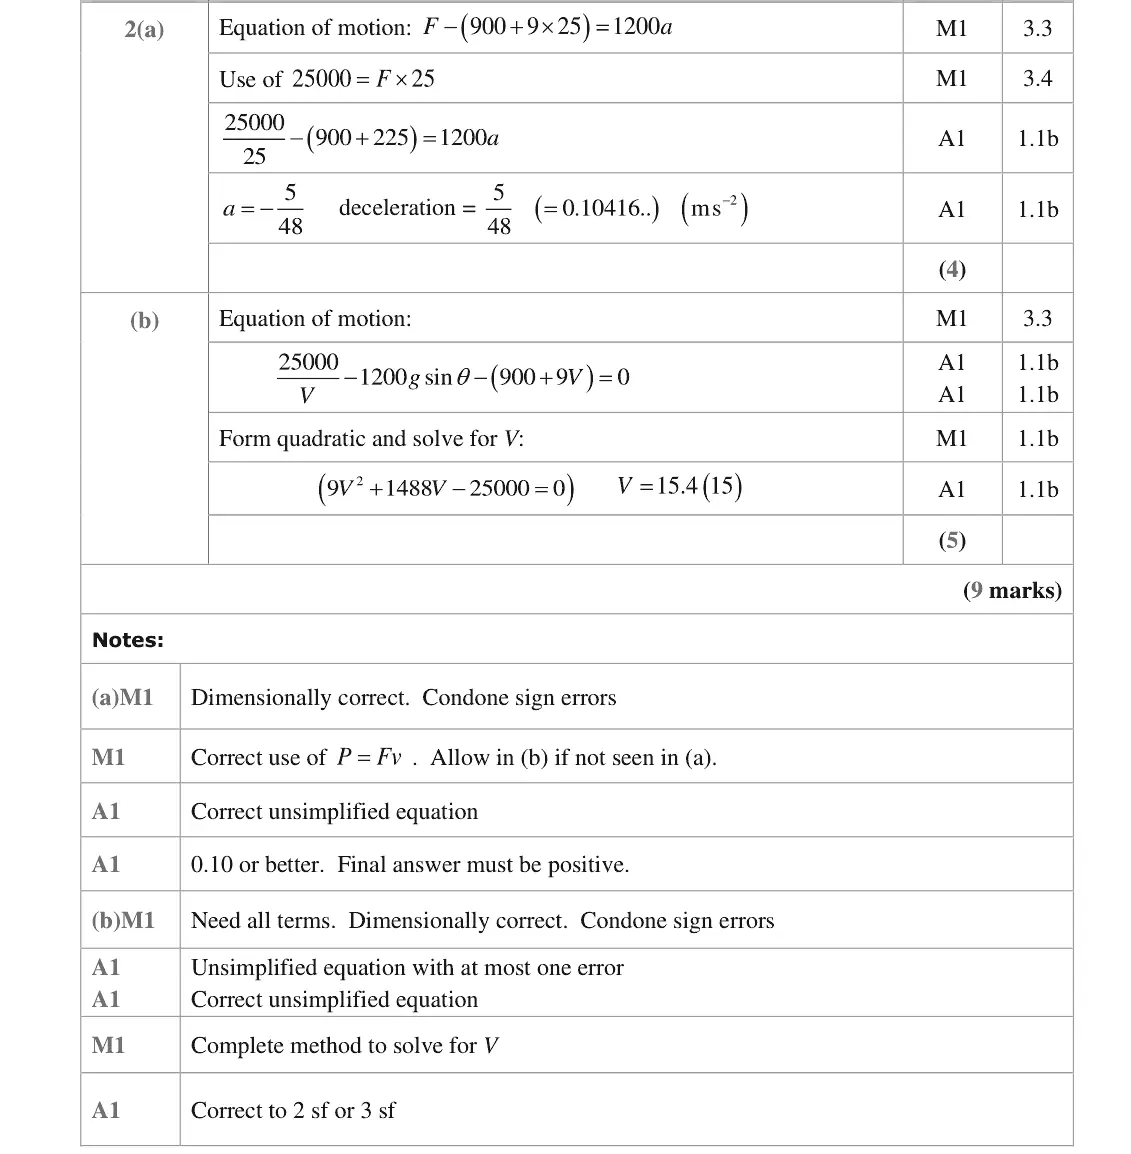 2(a) Equation of motion: F − (900 + 9 × 25) = 1200a M1 3.3
Use of 25000 = F × 25 M1 3.4
25000/25 − (900 + 225) = 1200a A1 1.1b
a = − 5/48 deceleration = 5/48 (= 0.10416..) (m s⁻²) A1 1.1b
(4)
(b) Equation of motion: M1 3.3
25000/V − 1200g sin θ − (900 + 9V) = 0 A1 1.1b
A1 1.1b
Form quadratic and solve for V: M1 1.1b
(9V² + 1488V − 25000 = 0) V = 15.4(15) A1 1.1b
(5)
(9 marks)
Notes:
(a)M1 Dimensionally correct. Condone sign errors
M1 Correct use of P = Fv . Allow in (b) if not seen in (a).
A1 Correct unsimplified equation
A1 0.10 or better. Final answer must be positive.
(b)M1 Need all terms. Dimensionally correct. Condone sign errors
A1 Unsimplified equation with at most one error
A1 Correct unsimplified equation
M1 Complete method to solve for V
A1 Correct to 2 sf or 3 sf